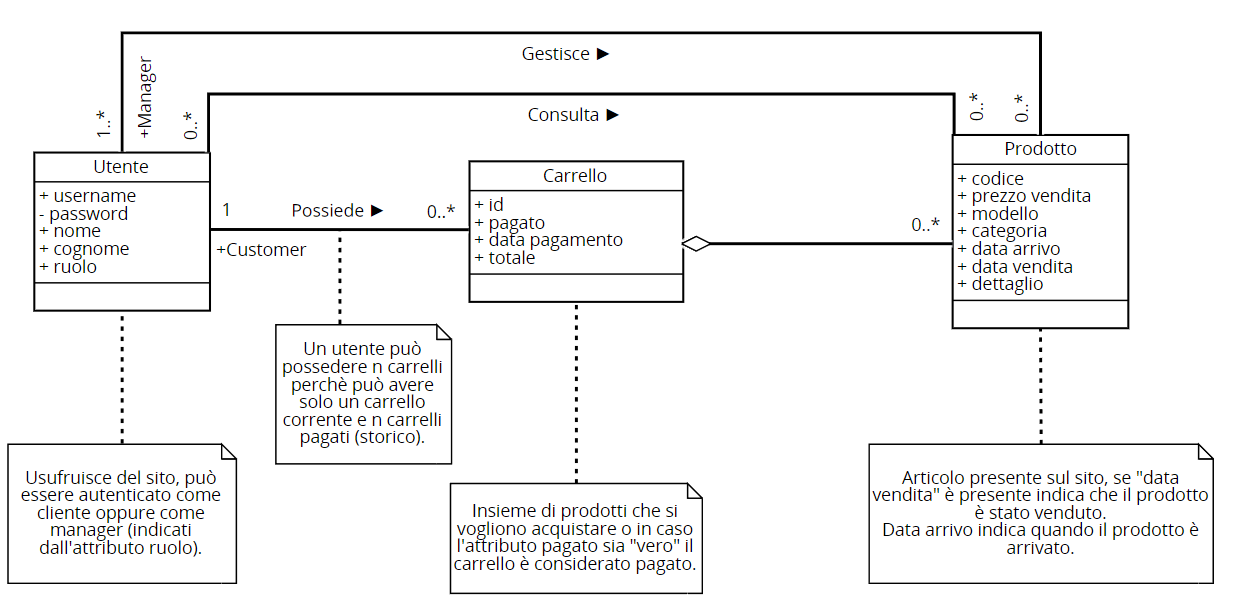 Gestisce ►
+Manager
1..*
0..*
Consulta ►
0..*
0..*
Utente
+ username
- password
+ nome
+ cognome
+ ruolo
1
Possiede ►
0..*
+Customer
Carrello
+ id
+ pagato
+ data pagamento
+ totale
0..*
Prodotto
+ codice
+ prezzo vendita
+ modello
+ categoria
+ data arrivo
+ data vendita
+ dettaglio
Un utente può
possedere n carrelli
perchè può avere
solo un carrello
corrente e n carrelli
pagati (storico).
Usufruisce del sito, può
essere autenticato come
cliente oppure come
manager (indicati
dall'attributo ruolo).
Insieme di prodotti che si
vogliono acquistare o in caso
l'attributo pagato sia "vero" il
carrello è considerato pagato.
Articolo presente sul sito, se "data
vendita" è presente indica che il prodotto
è stato venduto.
Data arrivo indica quando il prodotto è
arrivato.